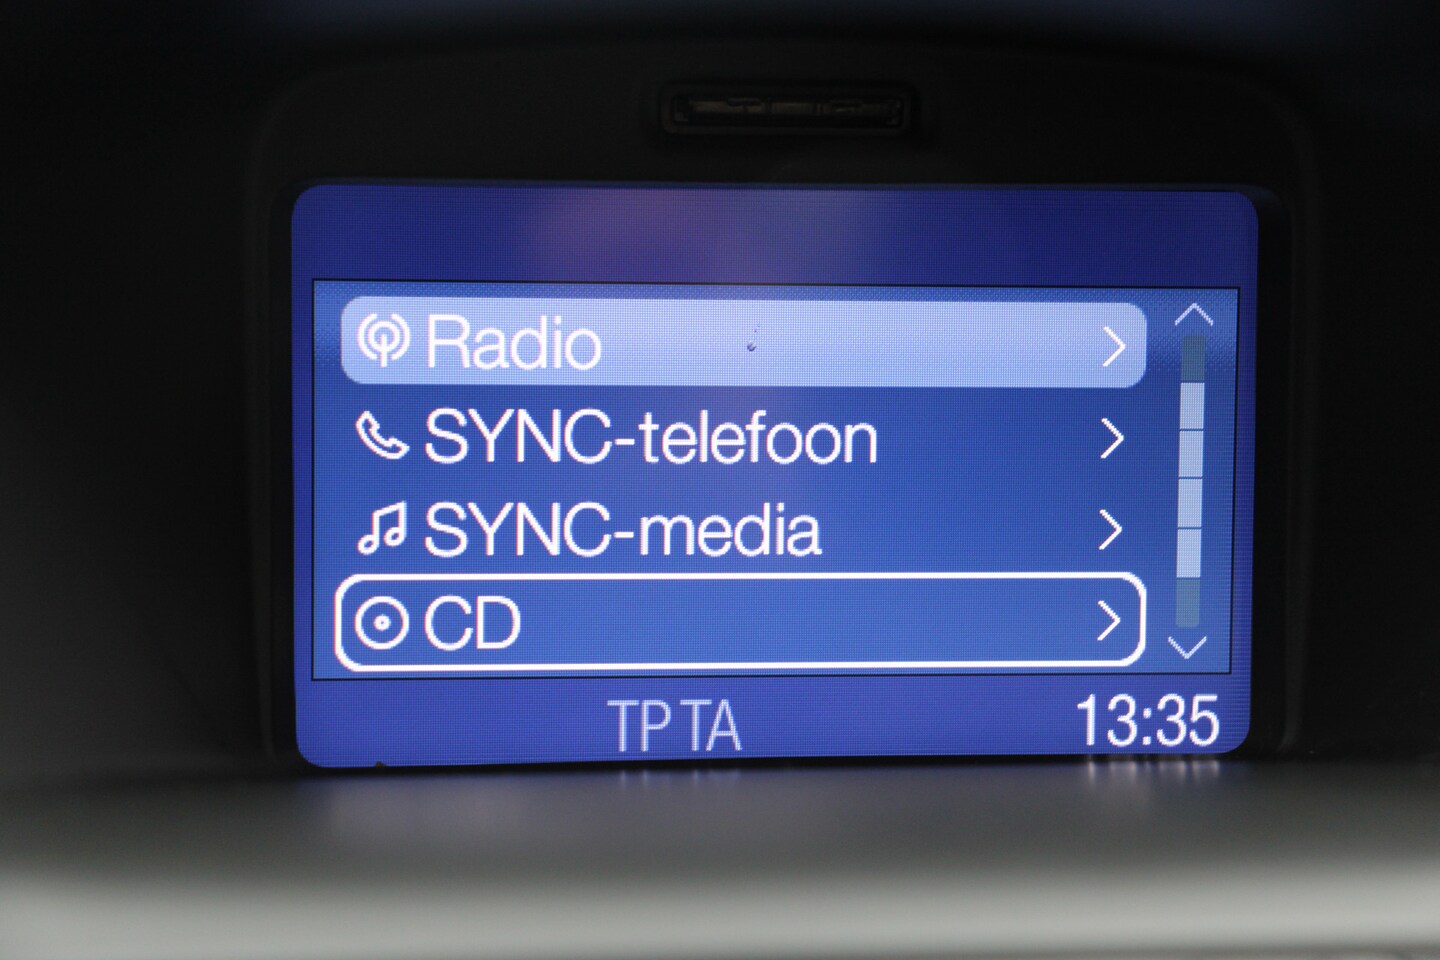 Radio
SYNC-telefoon
SYNC-media
CD
TP TA 13:35